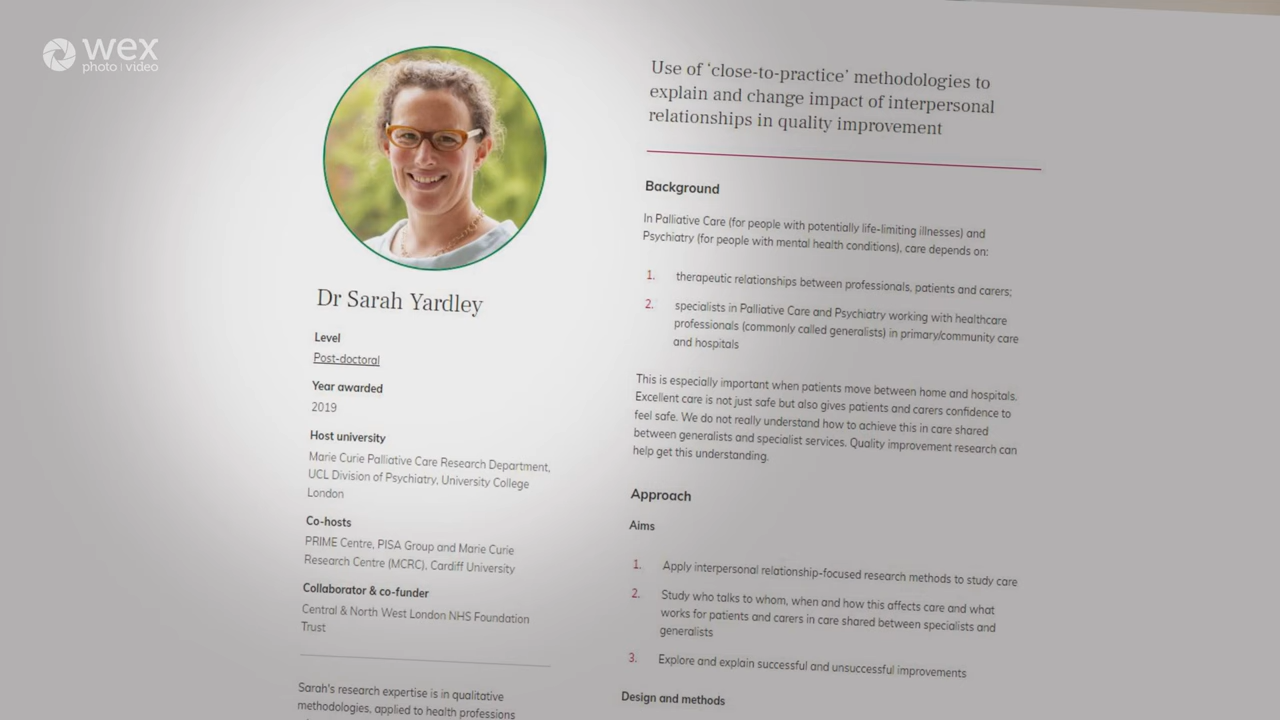 wex
photo | video
Dr Sarah Yardley
Level
Post-doctoral
Year awarded
2019
Host university
Marie Curie Palliative Care Research Department,
UCL Division of Psychiatry, University College
London
Co-hosts
PRIME Centre, PISA Group and Marie Curie
Research Centre (MCRC), Cardiff University
Collaborator & co-funder
Central & North West London NHS Foundation
Trust
Sarah's research expertise is in qualitative
methodologies, applied to health professions
Use of ‘close-to-practice’ methodologies to
explain and change impact of interpersonal
relationships in quality improvement
Background
In Palliative Care (for people with potentially life-limiting illnesses) and
Psychiatry (for people with mental health conditions), care depends on:
1. therapeutic relationships between professionals, patients and carers;
2. specialists in Palliative Care and Psychiatry working with healthcare
professionals (commonly called generalists) in primary/community care
and hospitals
This is especially important when patients move between home and hospitals.
Excellent care is not just safe but also gives patients and carers confidence to
feel safe. We do not really understand how to achieve this in care shared
between generalists and specialist services. Quality improvement research can
help get this understanding.
Approach
Aims
1. Apply interpersonal relationship-focused research methods to study care
2. Study who talks to whom, when and how this affects care and what
works for patients and carers in care shared between specialists and
generalists
3. Explore and explain successful and unsuccessful improvements
Design and methods